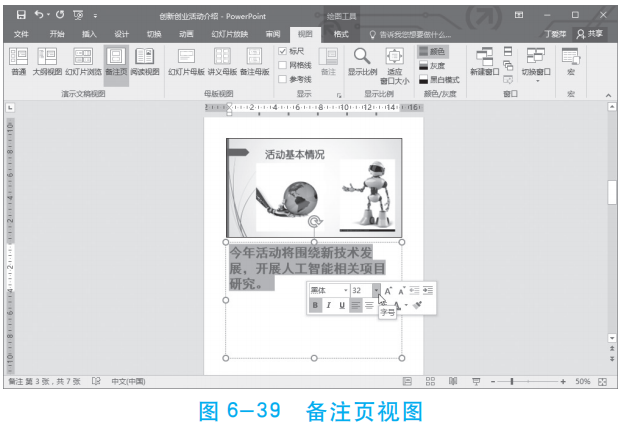 创新创业活动介绍 - PowerPoint
绘图工具
文件 开始 插入 设计 切换 动画 幻灯片放映 审阅 视图 格式 告诉我您想要做什么... 丁爱萍 共享
普通 大纲视图 幻灯片浏览 备注页 阅读视图
演示文稿视图
幻灯片母版 讲义母版 备注母版
母版视图
标尺
网格线
参考线
备注
显示
显示比例 适应
窗口大小
显示比例
颜色
灰度
黑白模式
颜色/灰度
新建窗口 切换窗口
窗口
宏
宏
活动基本情况
今年活动将围绕新技术发
展，开展人工智能相关项目
研究。
黑体 32
B I U
字号
备注 第 3 张，共 7 张 中文(中国) 50%
图 6—39 备注页视图